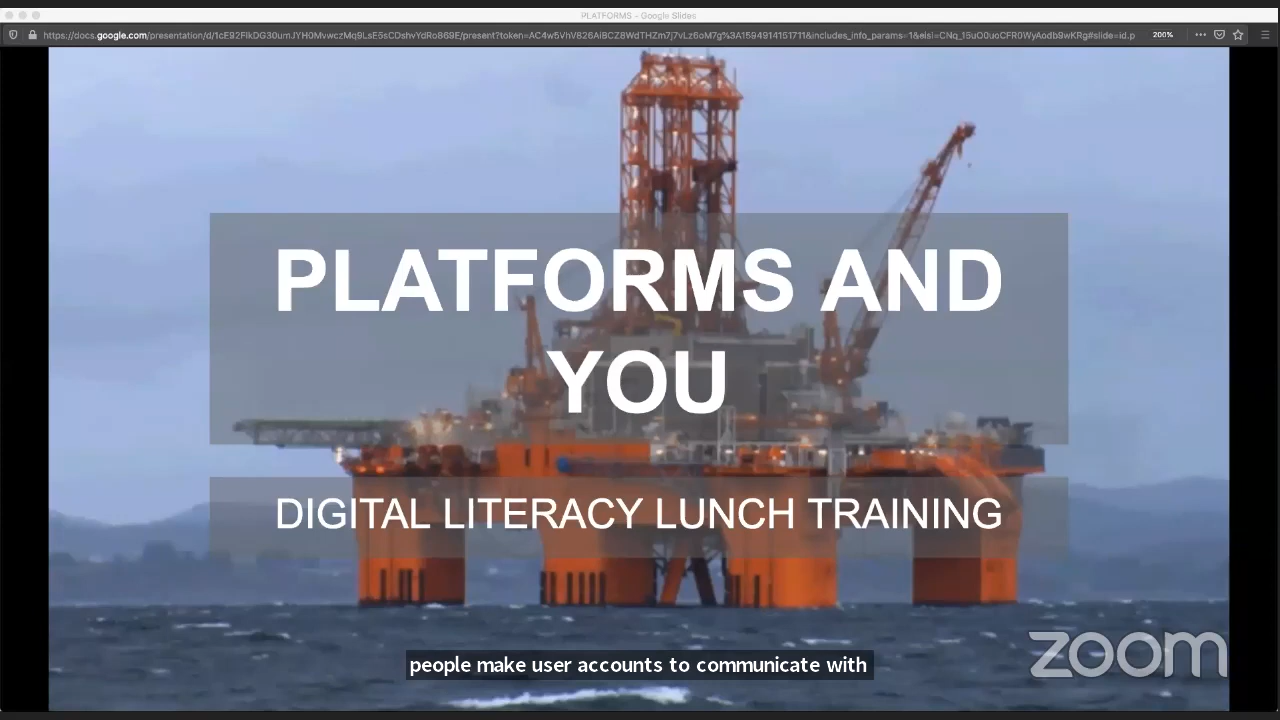 PLATFORMS - Google Slides
200%
PLATFORMS AND
YOU
DIGITAL LITERACY LUNCH TRAINING
zoom
people make user accounts to communicate with